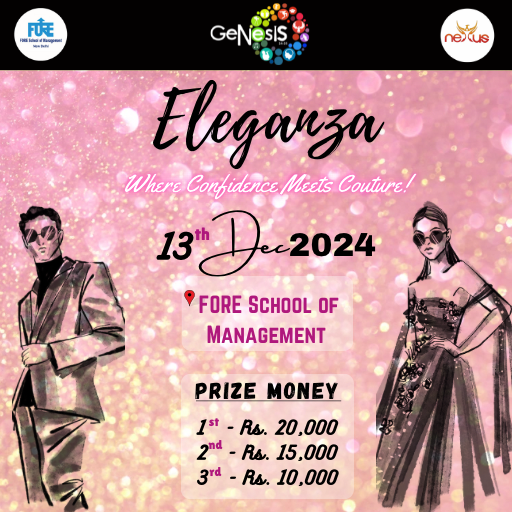 FORE
FORE School of Management
New Delhi
GeNesIS
nexus
Eleganza
Where Confidence Meets Couture!
13th Dec 2024
FORE School of
Management
PRIZE MONEY
1st - Rs. 20,000
2nd - Rs. 15,000
3rd - Rs. 10,000